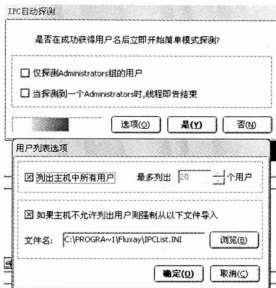 IPC自动探测
是否在成功获得用户名后立即开始简单模式探测?
仅探测Administrators组的用户
当探测到一个Administrators时,线程即告结束
选项(O) 是(Y) 否(N)
用户列表选项
列出主机中所有用户 最多列出 20 个用户
如果主机不允许列出用户则强制从以下文件导入
文件名: C:\PROGRA~1\Fluxay\IPCList.INI 浏览(B)
确定(O) 取消(C)